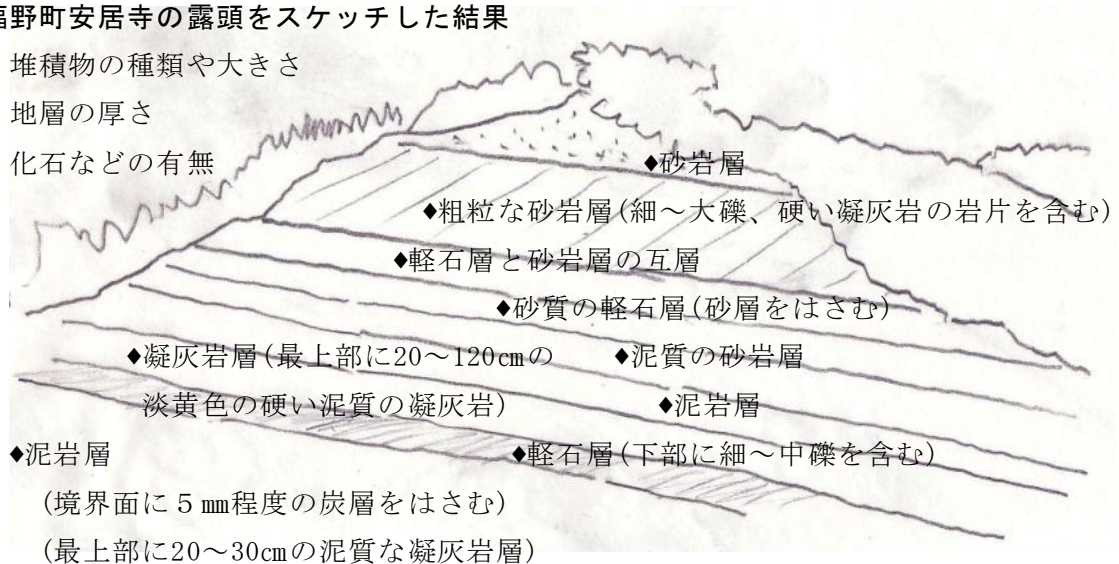 福野町安居寺の露頭をスケッチした結果
堆積物の種類や大きさ
地層の厚さ
化石などの有無
◆砂岩層
◆粗粒な砂岩層(細～大礫、硬い凝灰岩の岩片を含む)
◆軽石層と砂岩層の互層
◆砂質の軽石層(砂層をはさむ)
◆凝灰岩層(最上部に20～120㎝の
淡黄色の硬い泥質の凝灰岩)
◆泥質の砂岩層
◆泥岩層
◆泥岩層
(境界面に５㎜程度の炭層をはさむ)
(最上部に20～30㎝の泥質な凝灰岩層)
◆軽石層(下部に細～中礫を含む)